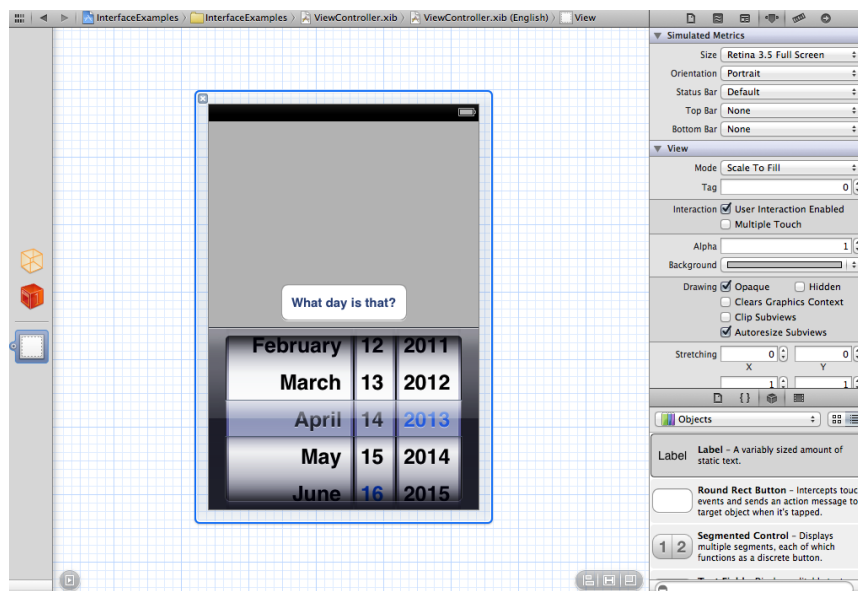 InterfaceExamples
InterfaceExamples
ViewController.xib
ViewController.xib (English)
View
What day is that?
February 12 2011
March 13 2012
April 14 2013
May 15 2014
June 16 2015
Simulated Metrics
Size Retina 3.5 Full Screen
Orientation Portrait
Status Bar Default
Top Bar None
Bottom Bar None
View
Mode Scale To Fill
Tag 0
Interaction User Interaction Enabled
Multiple Touch
Alpha 1
Background
Drawing Opaque Hidden
Clears Graphics Context
Clip Subviews
Autoresize Subviews
Stretching 0 0
X Y
1 1
{}
Objects
Label Label – A variably sized amount of
static text.
Round Rect Button – Intercepts touc
events and sends an action message to
target object when it's tapped.
1 2 Segmented Control – Displays
multiple segments, each of which
functions as a discrete button.